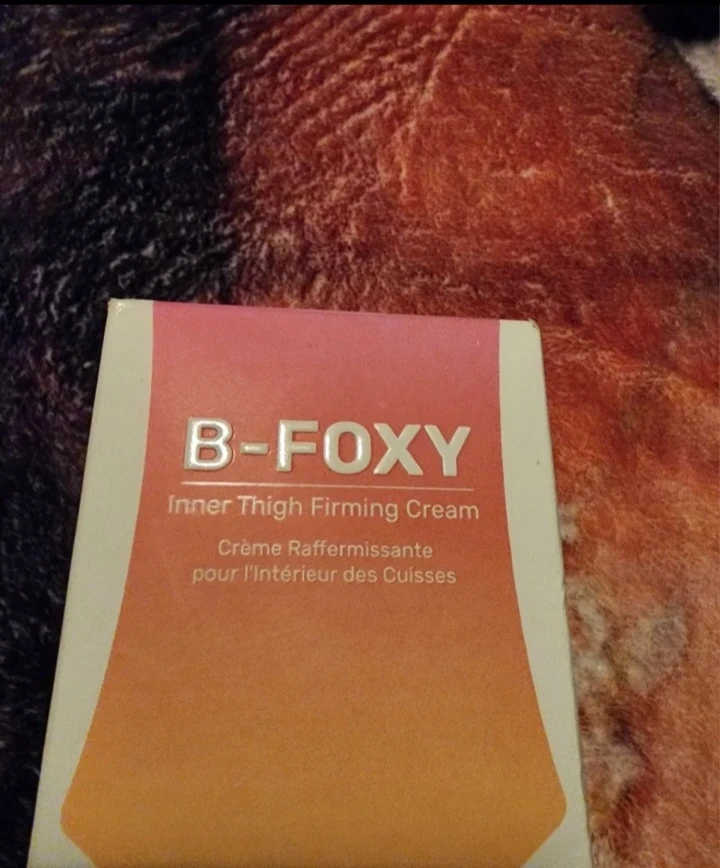 B-FOXY
Inner Thigh Firming Cream
Crème Raffermissante
pour l'Intérieur des Cuisses